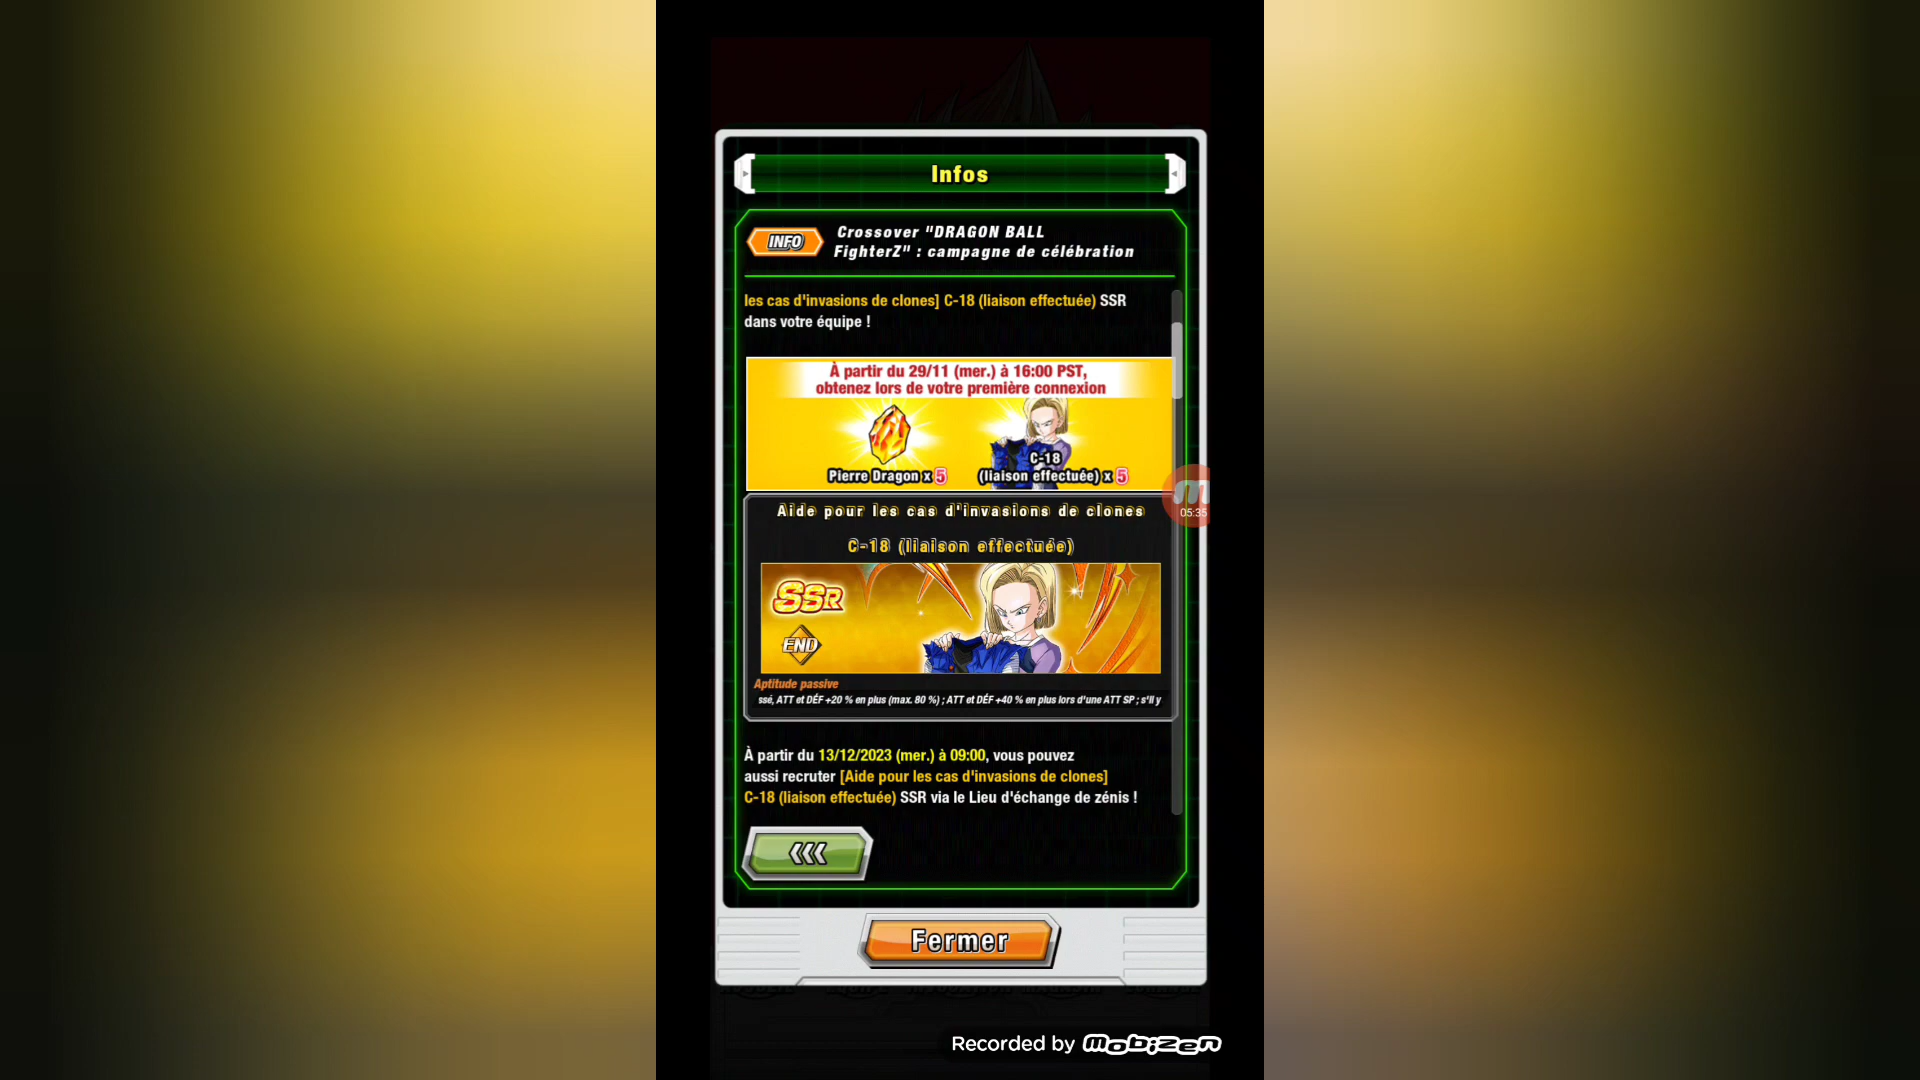 Infos
INFO
Crossover "DRAGON BALL
FighterZ" : campagne de célébration
les cas d'invasions de clones] C-18 (liaison effectuée) SSR
dans votre équipe !
À partir du 29/11 (mer.) à 16:00 PST,
obtenez lors de votre première connexion
Pierre Dragon x 5
C-18
(liaison effectuée) x 5
05:35
Aide pour les cas d'invasions de clones
C-18 (liaison effectuée)
SSR
END
Aptitude passive
ssé, ATT et DÉF +20 % en plus (max. 80 %) ; ATT et DÉF +40 % en plus lors d'une ATT SP ; s'il y
À partir du 13/12/2023 (mer.) à 09:00, vous pouvez
aussi recruter [Aide pour les cas d'invasions de clones]
C-18 (liaison effectuée) SSR via le Lieu d'échange de zénis !
Fermer
Recorded by mobizen